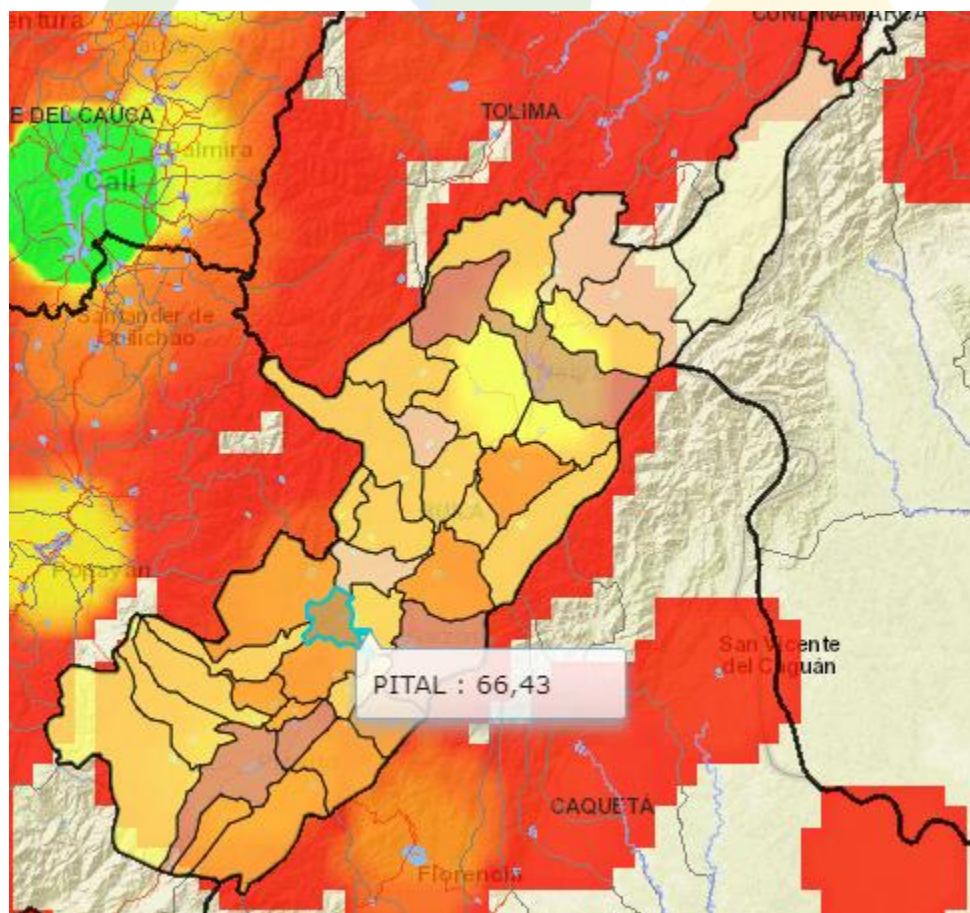 CUNDINAMARCA
TOLIMA
E DEL CAUCA
Palmira
Cali
Santander de
Quilichao
Popayán
San Vicente
del Caguán
PITAL : 66,43
CAQUETÁ
Florencia